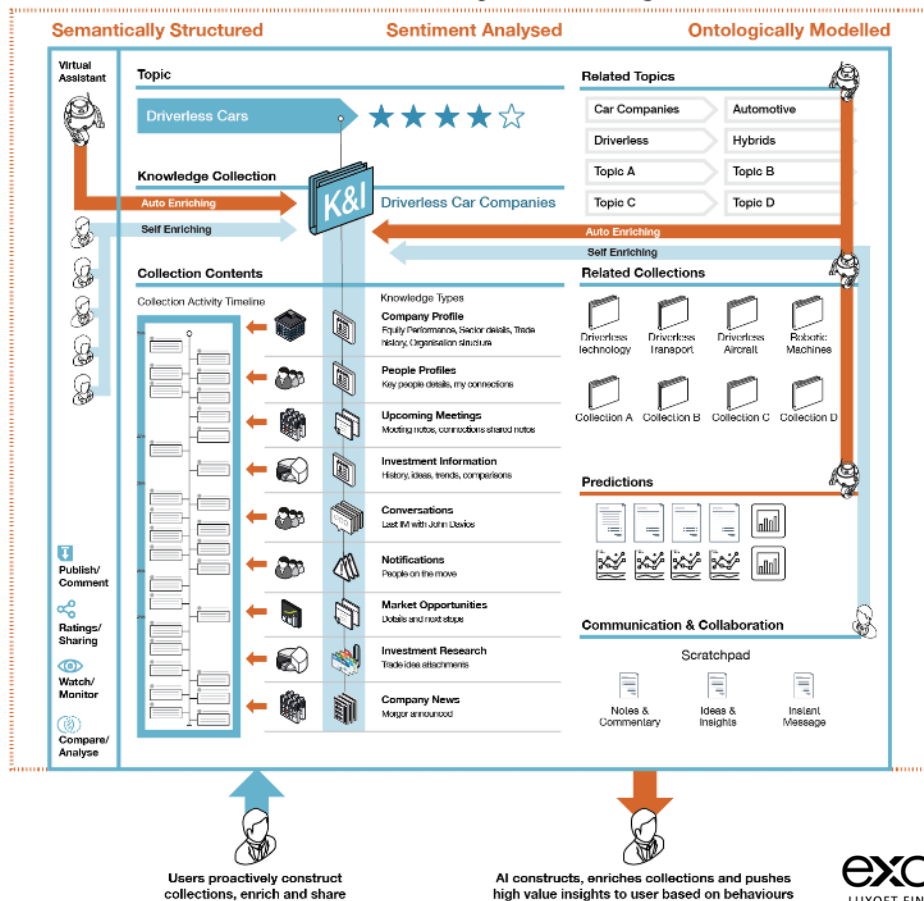 Semantically Structured
Sentiment Analysed
Ontologically Modelled
Virtual
Assistant
Topic
Driverless Cars
Related Topics
Car Companies
Automotive
Driverless
Hybrids
Topic A
Topic B
Topic C
Topic D
Knowledge Collection
K&I
Driverless Car Companies
Auto Enriching
Self Enriching
Auto Enriching
Self Enriching
Collection Contents
Collection Activity Timeline
Knowledge Types
Company Profile
Equity Performance, Sector details, Trade
history, Organisation structure
People Profiles
Key people details, my connections
Upcoming Meetings
Meeting notes, connections shared notes
Investment Information
History, ideas, trends, comparisons
Conversations
Last IM with John Davies
Notifications
People on the move
Market Opportunities
Details and next steps
Investment Research
Trade idea attachments
Company News
Merger announced
Related Collections
Driverless
Technology
Driverless
Transport
Driverless
Aircraft
Robotic
Machines
Collection A
Collection B
Collection C
Collection D
Predictions
Communication & Collaboration
Scratchpad
Notes &
Commentary
Ideas &
Insights
Instant
Message
Publish/
Comment
Ratings/
Sharing
Watch/
Monitor
Compare/
Analyse
Users proactively construct
collections, enrich and share
AI constructs, enriches collections and pushes
high value insights to user based on behaviours
LUXOFT FIN